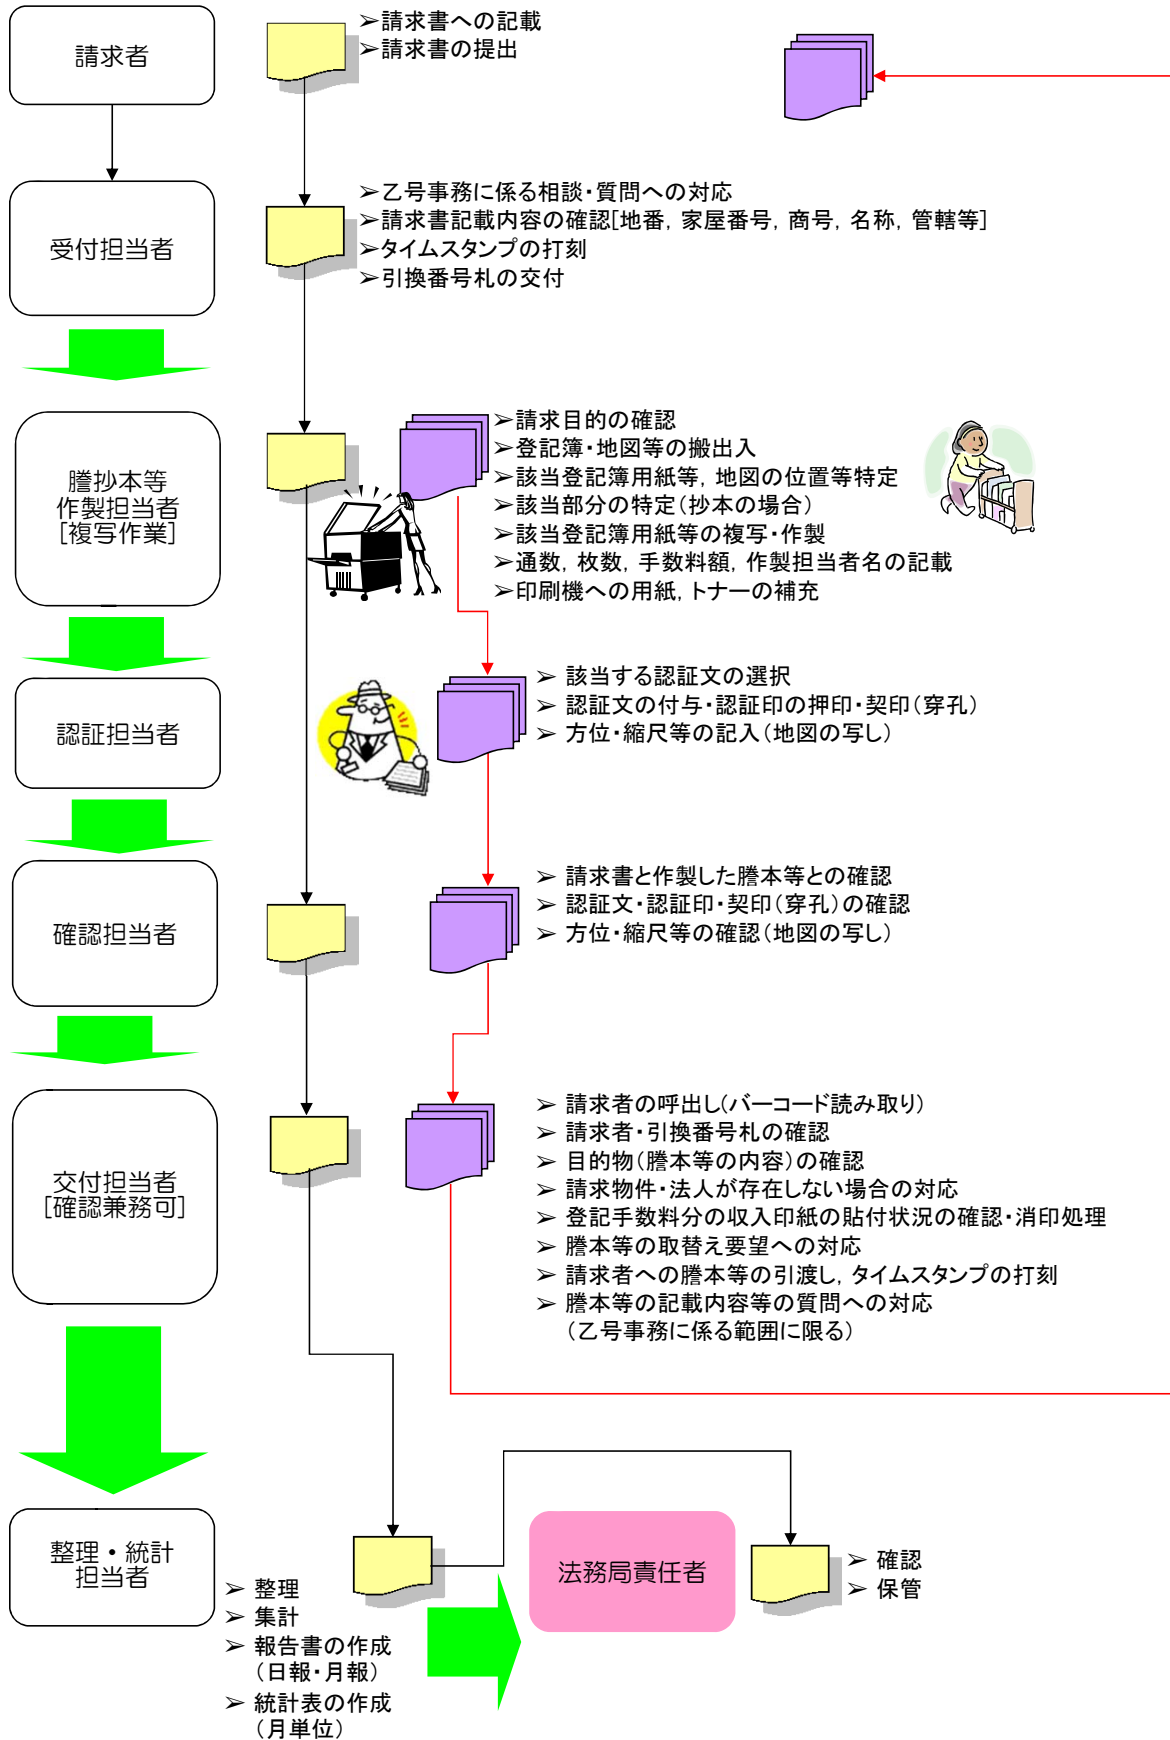 請求者
➢請求書への記載
➢請求書の提出
受付担当者
➢乙号事務に係る相談・質問への対応
➢請求書記載内容の確認[地番, 家屋番号, 商号, 名称, 管轄等]
➢タイムスタンプの打刻
➢引換番号札の交付
謄抄本等
作製担当者
[複写作業]
➢請求目的の確認
➢登記簿・地図等の搬出入
➢該当登記簿用紙等, 地図の位置等特定
➢該当部分の特定(抄本の場合)
➢該当登記簿用紙等の複写・作製
➢通数, 枚数, 手数料額, 作製担当者名の記載
➢印刷機への用紙, トナーの補充
認証担当者
➢ 該当する認証文の選択
➢ 認証文の付与・認証印の押印・契印(穿孔)
➢ 方位・縮尺等の記入(地図の写し)
確認担当者
➢ 請求書と作製した謄本等との確認
➢ 認証文・認証印・契印(穿孔)の確認
➢ 方位・縮尺等の確認(地図の写し)
交付担当者
[確認兼務可]
➢ 請求者の呼出し(バーコード読み取り)
➢ 請求者・引換番号札の確認
➢ 目的物(謄本等の内容)の確認
➢ 請求物件・法人が存在しない場合の対応
➢ 登記手数料分の収入印紙の貼付状況の確認・消印処理
➢ 謄本等の取替え要望への対応
➢ 請求者への謄本等の引渡し, タイムスタンプの打刻
➢ 謄本等の記載内容等の質問への対応
(乙号事務に係る範囲に限る)
整理・統計
担当者
➢ 整理
➢ 集計
➢ 報告書の作成
(日報・月報)
➢ 統計表の作成
(月単位)
法務局責任者
➢ 確認
➢ 保管